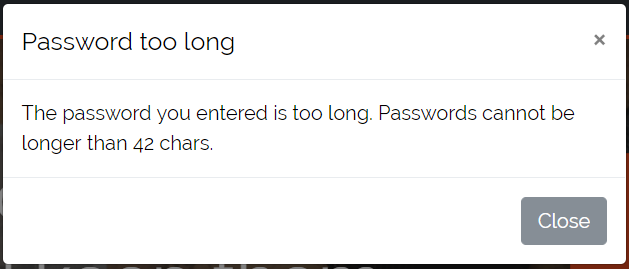 Password too long
×
The password you entered is too long. Passwords cannot be
longer than 42 chars.
Close